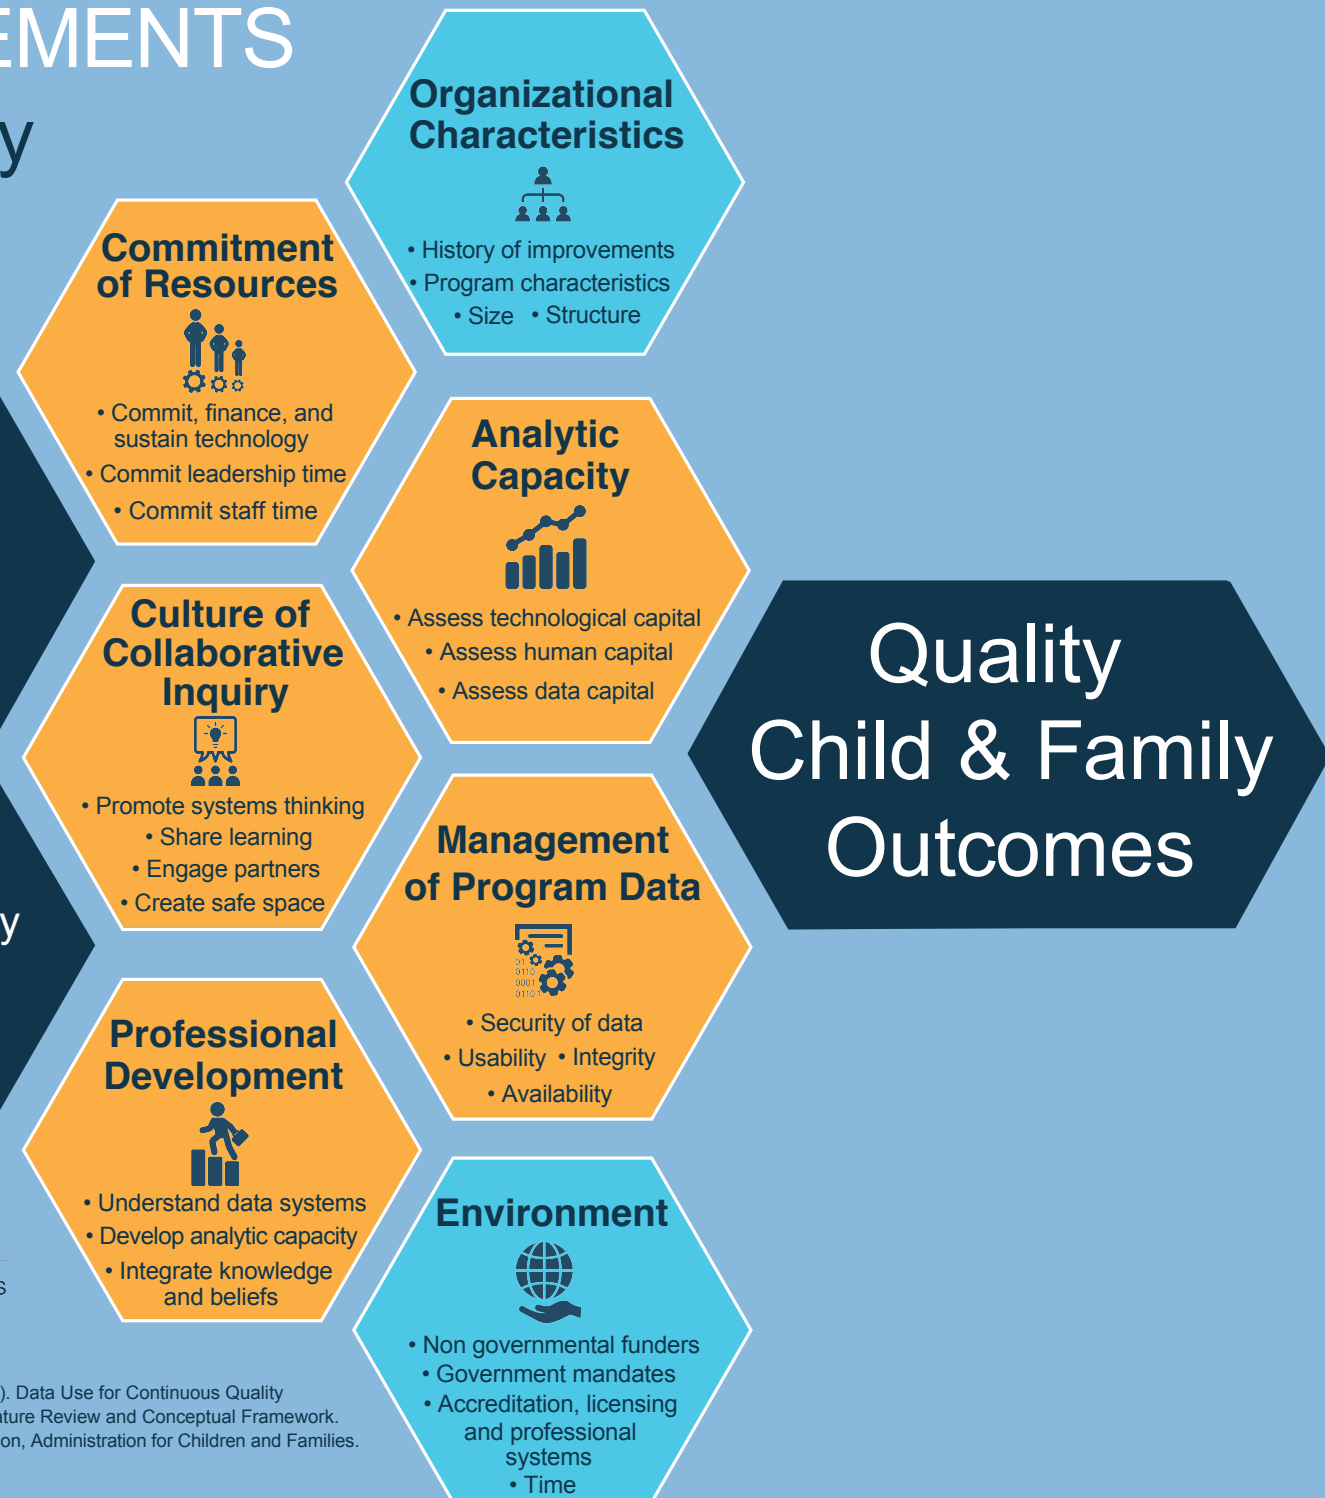 EMENTS
y
Organizational
Characteristics
• History of improvements
• Program characteristics
• Size • Structure
Commitment
of Resources
• Commit, finance, and
sustain technology
• Commit leadership time
• Commit staff time
Analytic
Capacity
• Assess technological capital
• Assess human capital
• Assess data capital
Culture of
Collaborative
Inquiry
• Promote systems thinking
• Share learning
• Engage partners
• Create safe space
y
Quality
Child & Family
Outcomes
Management
of Program Data
01
0110
0001
01101
• Security of data
• Usability • Integrity
• Availability
Professional
Development
• Understand data systems
• Develop analytic capacity
• Integrate knowledge
and beliefs
s
Environment
• Non governmental funders
• Government mandates
• Accreditation, licensing
and professional
systems
• Time
). Data Use for Continuous Quality
ature Review and Conceptual Framework.
on, Administration for Children and Families.